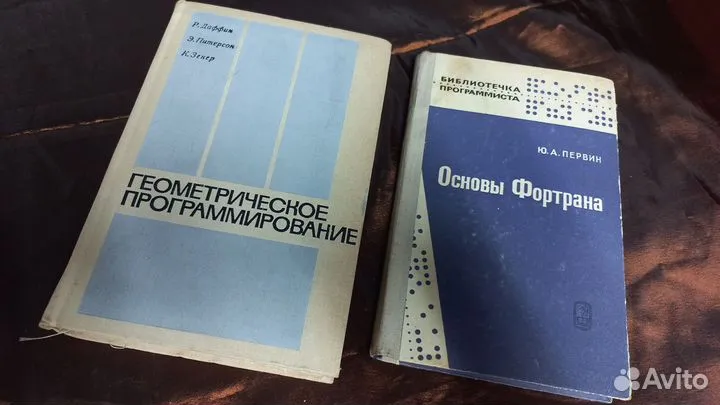 Р. Даффин
Э. Питерсон
К. Зенер
ГЕОМЕТРИЧЕСКОЕ
ПРОГРАММИРОВАНИЕ
БИБЛИОТЕЧКА
ПРОГРАММИСТА
Ю. А. ПЕРВИН
Основы Фортрана
Avito